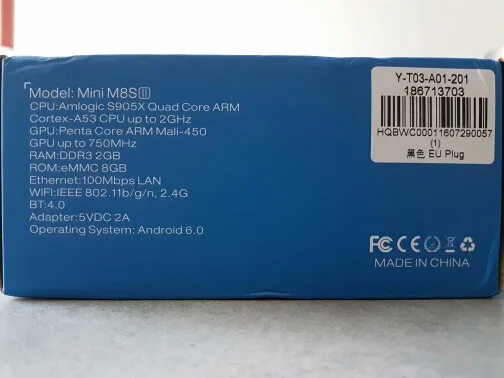 Model: Mini M8SⅡ
CPU:Amlogic S905X Quad Core ARM
Cortex-A53 CPU up to 2GHz
GPU:Penta Core ARM Mali-450
GPU up to 750MHz
RAM:DDR3 2GB
ROM:eMMC 8GB
Ethernet:100Mbps LAN
WIFI:IEEE 802.11b/g/n, 2.4G
BT:4.0
Adapter:5VDC 2A
Operating System: Android 6.0
Y-T03-A01-201
186713703
HQBWC00011607290057
(1)
黑色 EU Plug
FC CE
MADE IN CHINA